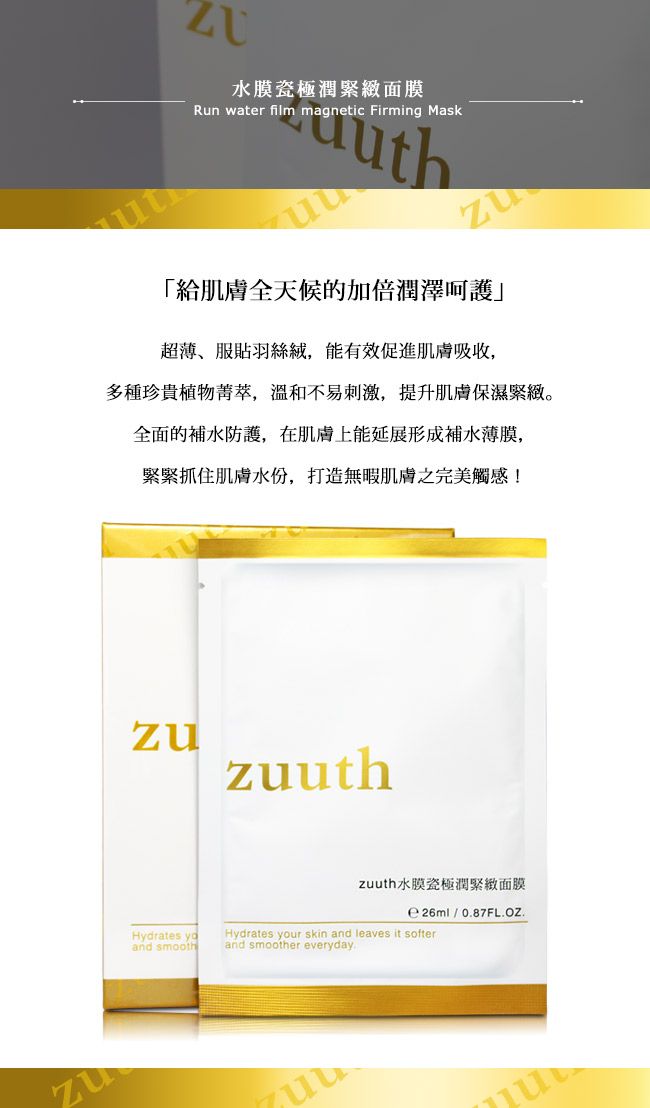 zu
水膜瓷極潤緊緻面膜
Run water film magnetic Firming Mask
zuuth
「給肌膚全天候的加倍潤澤呵護」
超薄、服貼羽絲絨，能有效促進肌膚吸收，
多種珍貴植物菁萃，溫和不易刺激，提升肌膚保濕緊緻。
全面的補水防護，在肌膚上能延展形成補水薄膜，
緊緊抓住肌膚水份，打造無暇肌膚之完美觸感！
zu
Hydrates yo
and smooth
zuuth
zuuth水膜瓷極潤緊緻面膜
℮ 26ml / 0.87FL.OZ.
Hydrates your skin and leaves it softer
and smoother everyday.